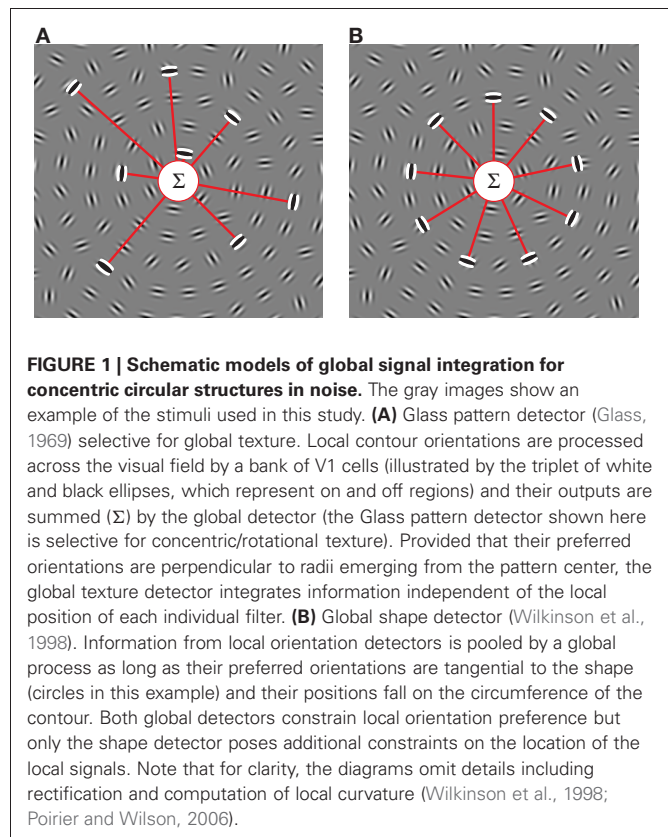 A B
Σ Σ
FIGURE 1 | Schematic models of global signal integration for
concentric circular structures in noise. The gray images show an
example of the stimuli used in this study. (A) Glass pattern detector (Glass,
1969) selective for global texture. Local contour orientations are processed
across the visual field by a bank of V1 cells (illustrated by the triplet of white
and black ellipses, which represent on and off regions) and their outputs are
summed (Σ) by the global detector (the Glass pattern detector shown here
is selective for concentric/rotational texture). Provided that their preferred
orientations are perpendicular to radii emerging from the pattern center, the
global texture detector integrates information independent of the local
position of each individual filter. (B) Global shape detector (Wilkinson et al.,
1998). Information from local orientation detectors is pooled by a global
process as long as their preferred orientations are tangential to the shape
(circles in this example) and their positions fall on the circumference of the
contour. Both global detectors constrain local orientation preference but
only the shape detector poses additional constraints on the location of the
local signals. Note that for clarity, the diagrams omit details including
rectification and computation of local curvature (Wilkinson et al., 1998;
Poirier and Wilson, 2006).